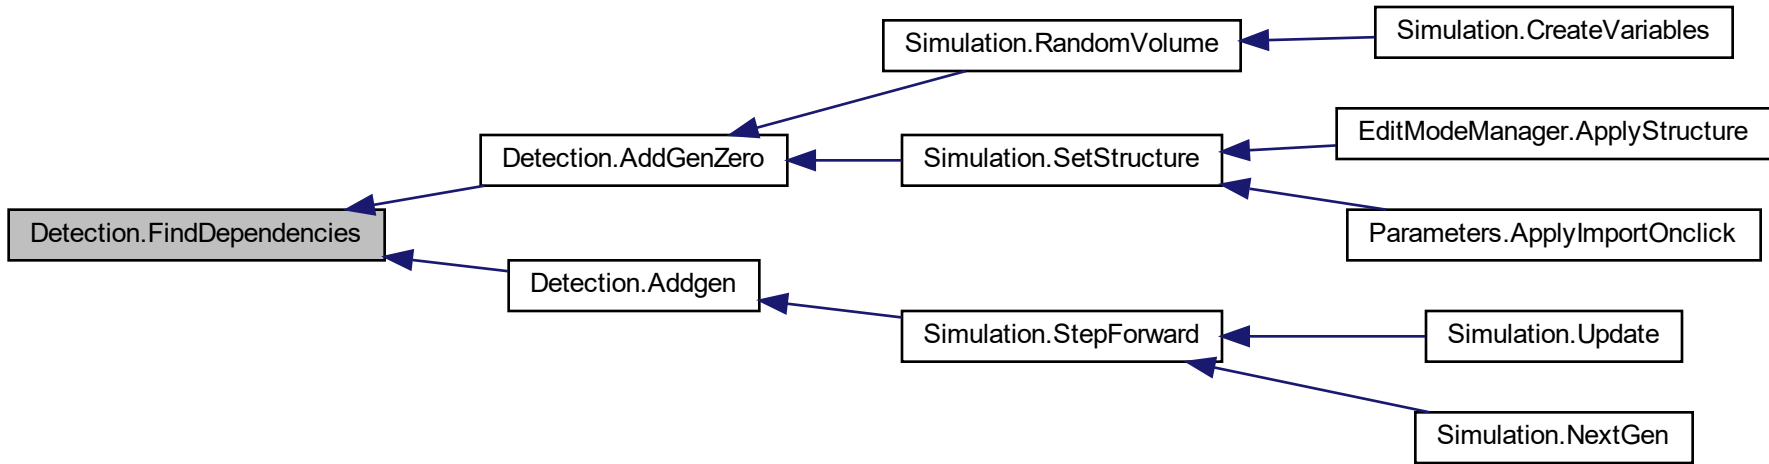 Simulation.CreateVariables
Simulation.RandomVolume
EditModeManager.ApplyStructure
Detection.AddGenZero
Simulation.SetStructure
Detection.FindDependencies
Parameters.ApplyImportOnclick
Detection.Addgen
Simulation.StepForward
Simulation.Update
Simulation.NextGen